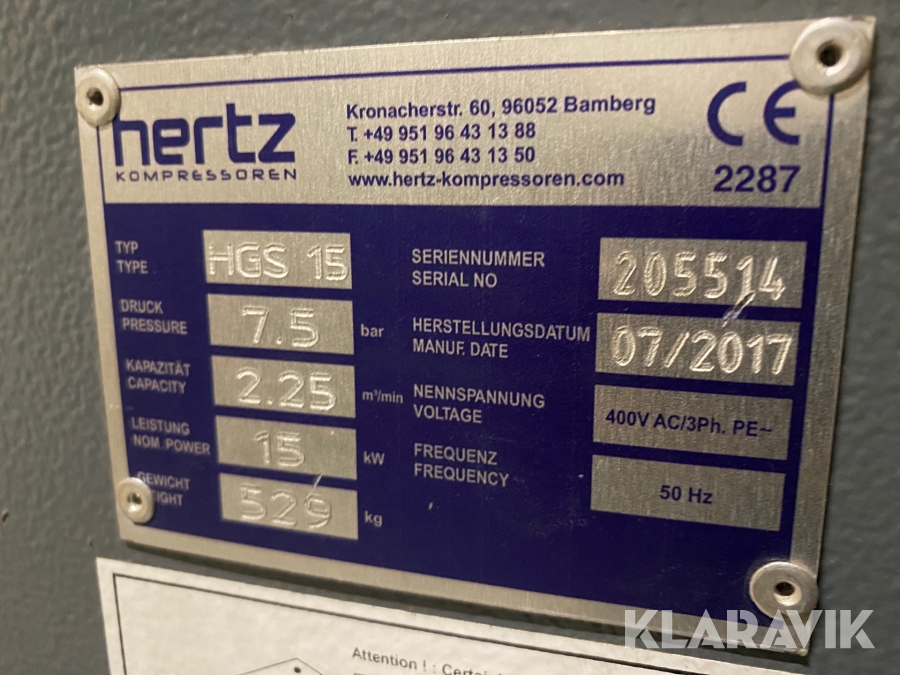 hertz
KOMPRESSOREN
Kronacherstr. 60, 96052 Bamberg
T. +49 951 96 43 13 88
F. +49 951 96 43 13 50
www.hertz-kompressoren.com
CE
2287
TYP
TYPE
HGS 15
DRUCK
PRESSURE
7.5
bar
KAPAZITÄT
CAPACITY
2.25
m³/min
LEISTUNG
NOM. POWER
15
kW
GEWICHT
529
kg
SERIENNUMMER
SERIAL NO
205514
HERSTELLUNGSDATUM
MANUF. DATE
07/2017
NENNSPANNUNG
VOLTAGE
400V AC/3Ph. PE~
FREQUENZ
FREQUENCY
50 Hz
Attention ! :
KLARAVIK